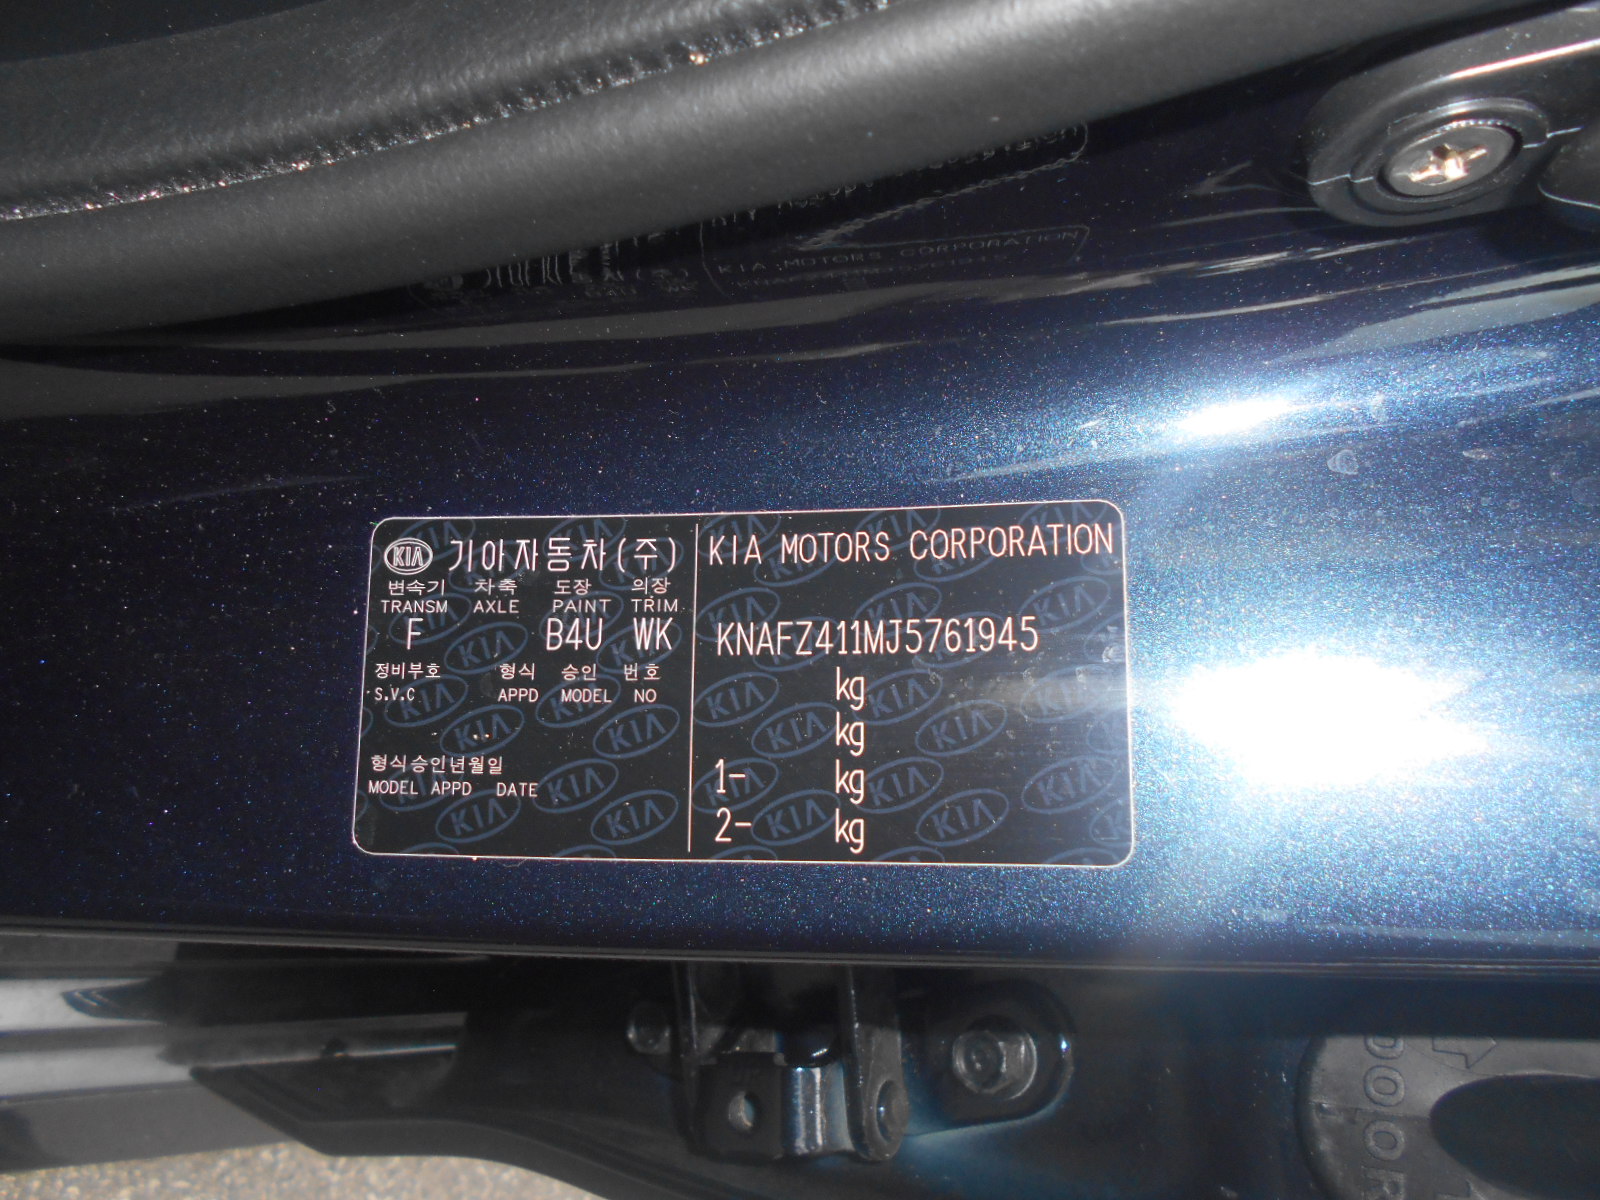 KIA 기아자동차(주)
변속기 차축 도장 의장
TRANSM AXLE PAINT TRIM
F B4U WK
정비부호 형식 승인 번호
S.V.C APPD MODEL NO
형식승인년월일
MODEL APPD DATE
KIA MOTORS CORPORATION
KNAFZ411MJ5761945
kg
kg
1- kg
2- kg
DOOR